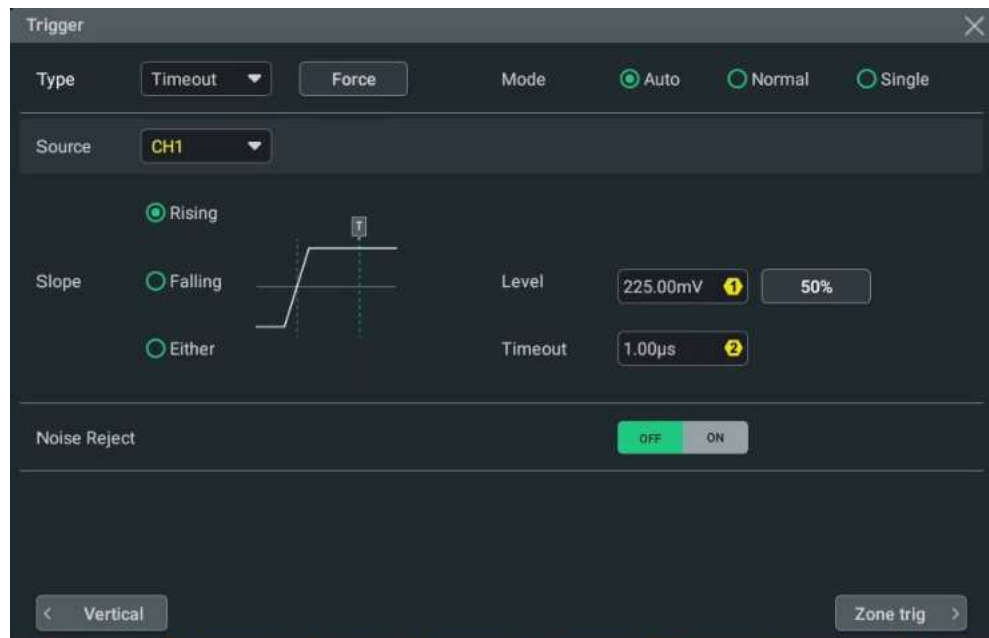 Trigger
Type Timeout Force Mode Auto Normal Single
Source CH1
Rising
T
Slope Falling Level 225.00mV 1 50%
Either Timeout 1.00µs 2
Noise Reject OFF ON
< Vertical Zone trig >